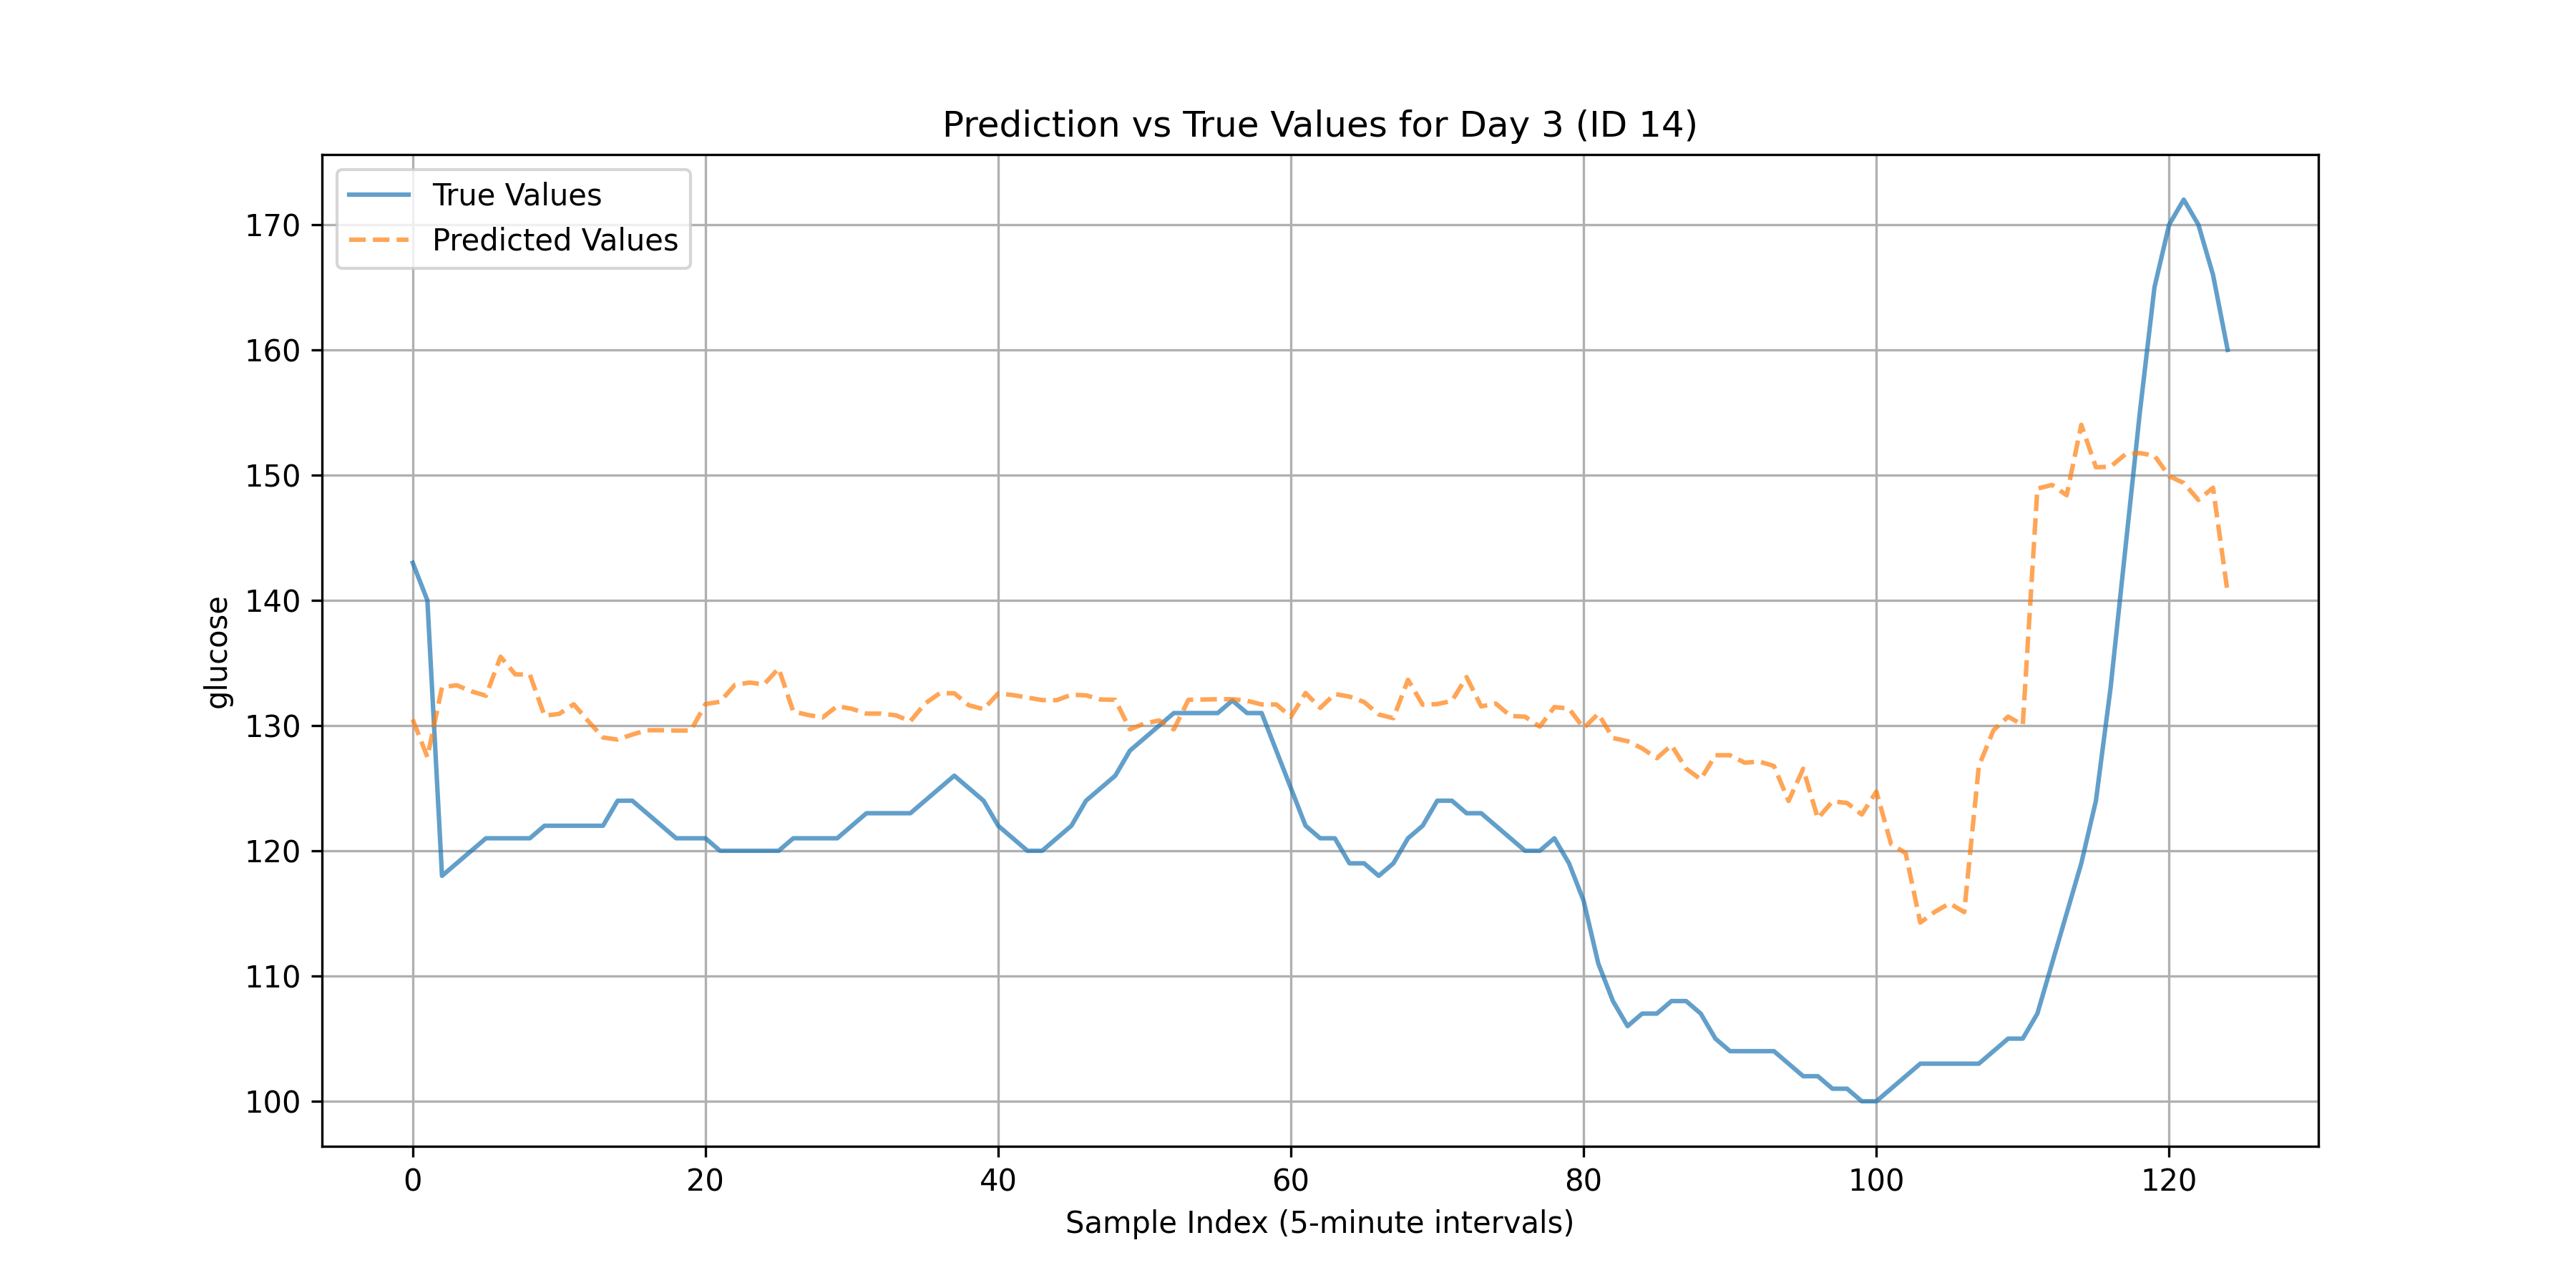 Prediction vs True Values for Day 3 (ID 14)
True Values
Predicted Values
170
160
150
140
130
120
110
100
glucose
0 20 40 60 80 100 120
Sample Index (5-minute intervals)